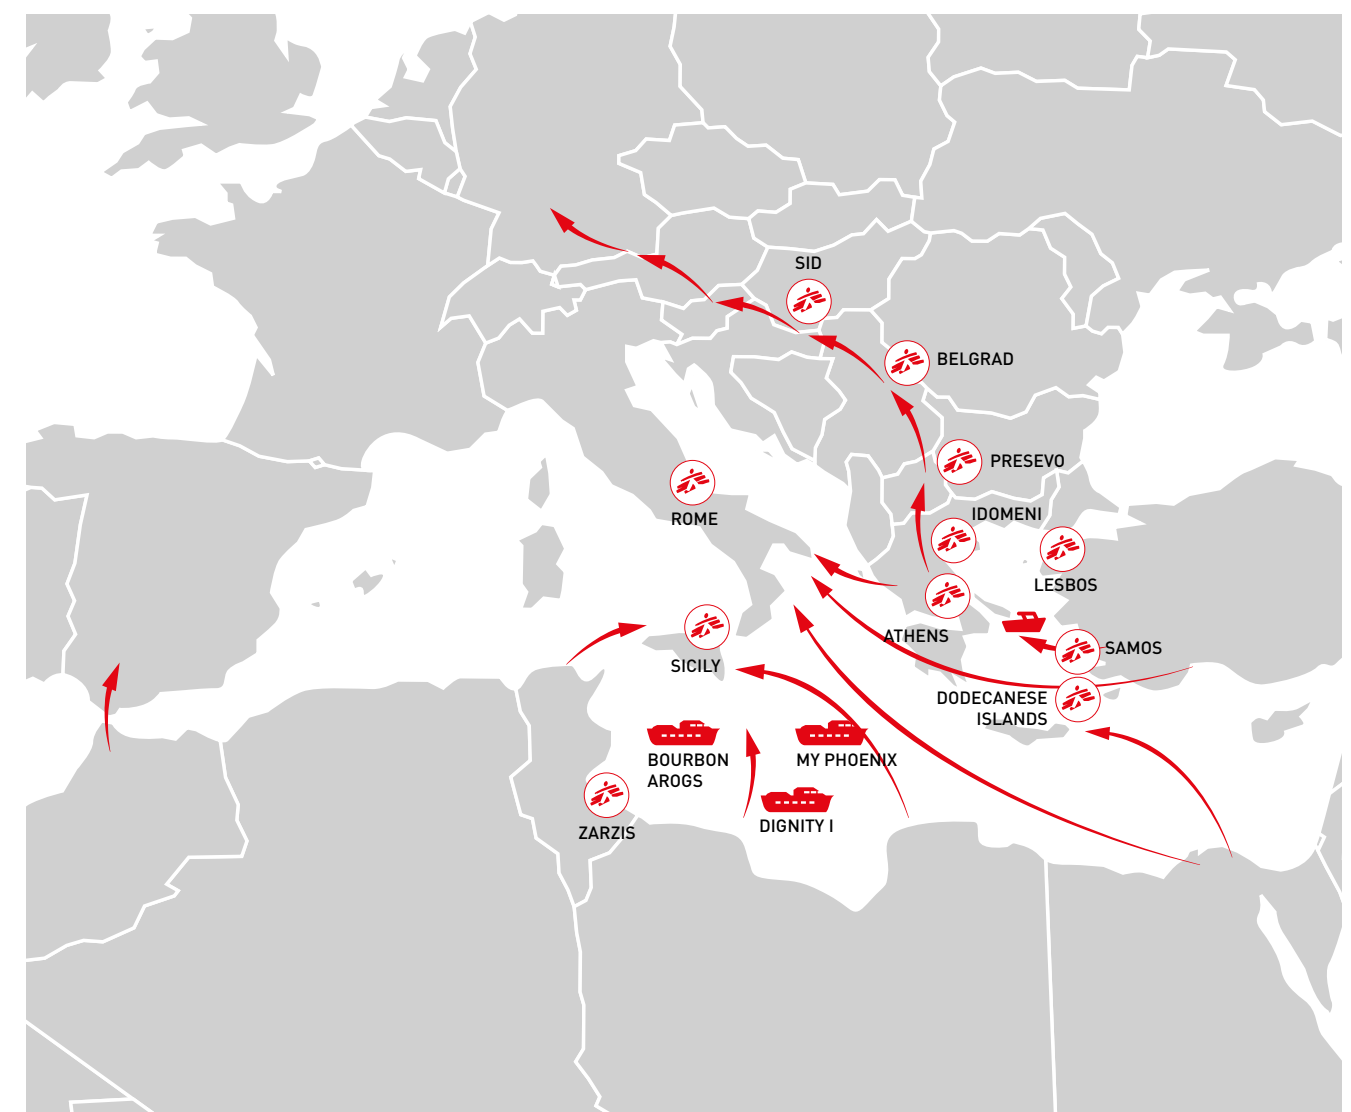 SID
BELGRAD
PRESEVO
ROME
IDOMENI
LESBOS
ATHENS
SAMOS
SICILY
DODECANESE
ISLANDS
BOURBON
AROGS
MY PHOENIX
DIGNITY I
ZARZIS